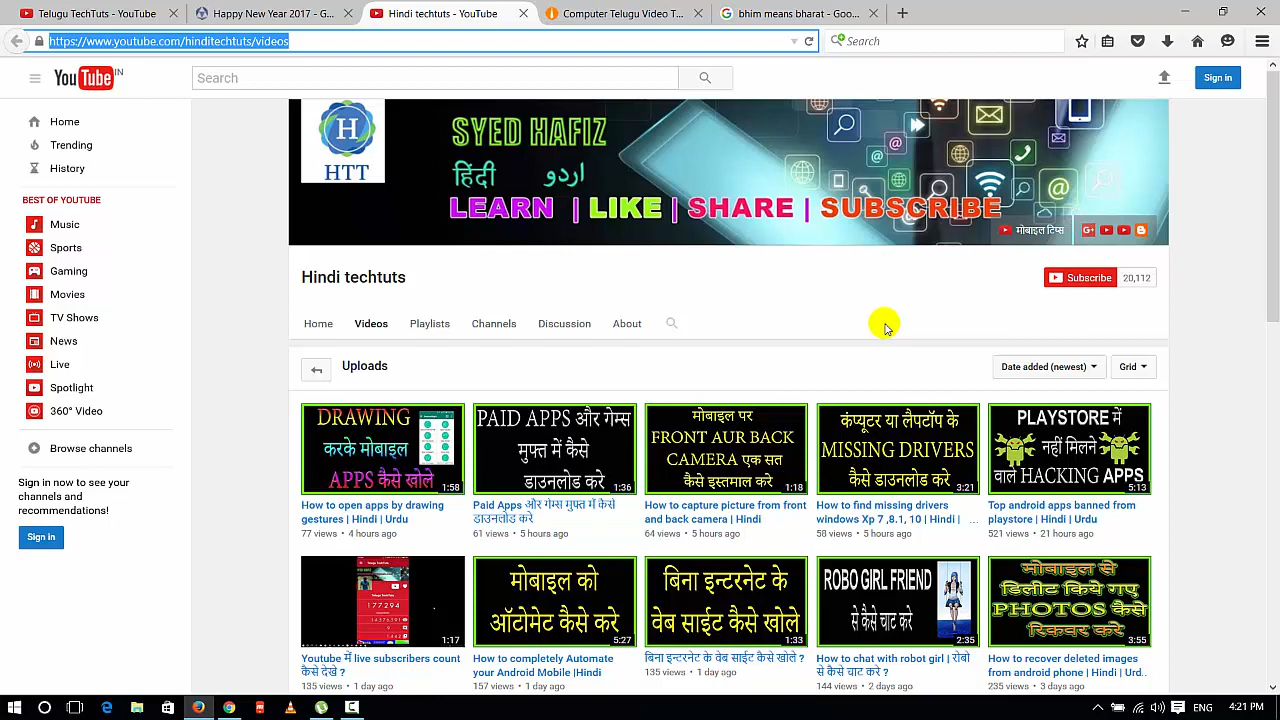 YouTube
Happy New Year 2017 - G...
Hindi techtuts - YouTube
Computer Telugu Video T...
bhim means bharat - Goo...
https://www.youtube.com/hinditechtuts/videos
Search
YouTube IN
Search
Sign in
Home
Trending
History
BEST OF YOUTUBE
Music
Sports
Gaming
Movies
TV Shows
News
Live
Spotlight
360° Video
Browse channels
Sign in now to see your
channels and
recommendations!
Sign in
H
HTT
SYED HAFIZ
हिंदी اردو
LEARN | LIKE | SHARE | SUBSCRIBE
मोबाइल टिप्स
Hindi techtuts
Subscribe 20,112
Home Videos Playlists Channels Discussion About
Uploads
Date added (newest) Grid
DRAWING
करके मोबाइल
APPS कैसे खोले
1:58
How to open apps by drawing
gestures | Hindi | Urdu
77 views • 4 hours ago
PAID APPS और गेम्स
मुफ्त में कैसे
डाउनलोड करे
1:36
Paid Apps और गेम्स मुफ्त में कैसे
डाउनलोड करे
61 views • 5 hours ago
मोबाइल पर
FRONT AUR BACK
CAMERA एक सत
कैसे इस्तमाल करे
1:18
How to capture picture from front
and back camera | Hindi
64 views • 5 hours ago
कंप्यूटर या लैपटॉप के
MISSING DRIVERS
कैसे डाउनलोड करे
3:21
How to find missing drivers
windows Xp 7 ,8.1, 10 | Hindi | ...
58 views • 5 hours ago
PLAYSTORE में
नहीं मिलने
वाले HACKING APPS
5:13
Top android apps banned from
playstore | Hindi | Urdu
521 views • 21 hours ago
177294
1:17
Youtube में live subscribers count
कैसे देखे ?
135 views • 1 day ago
मोबाइल को
ऑटोमेट कैसे करे
5:27
How to completely Automate
your Android Mobile |Hindi
157 views • 1 day ago
बिना इन्टरनेट के
वेब साईट कैसे खोले
1:33
बिना इन्टरनेट के वेब साईट कैसे खोले ?
135 views • 1 day ago
ROBO GIRL FRIEND
से कैसे चाट करे
2:35
How to chat with robot girl | रोबो
से कैसे चाट करे ?
144 views • 2 days ago
मोबाइल से
डिलीट किये गए
PHOTOS कैसे
रिकवर करे
3:55
How to recover deleted images
from android phone | Hindi | Urd..
235 views • 3 days ago
ENG 4:21 PM